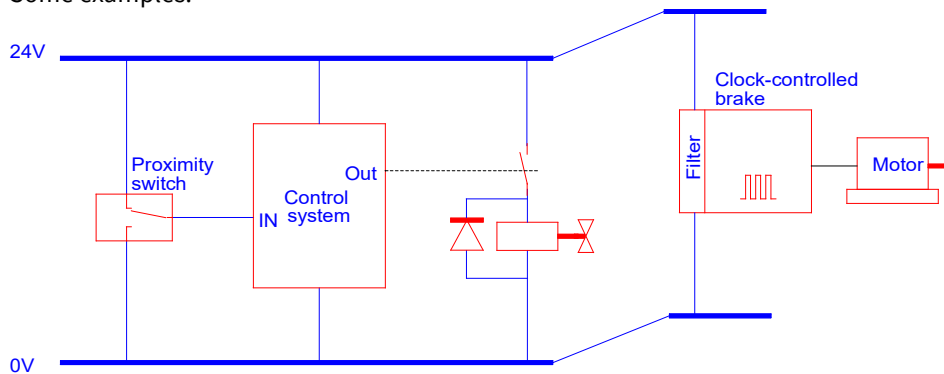 Some examples:
24V
Clock-controlled
brake
Proximity
switch
Out
Filter
Motor
Control
system
IN
0V